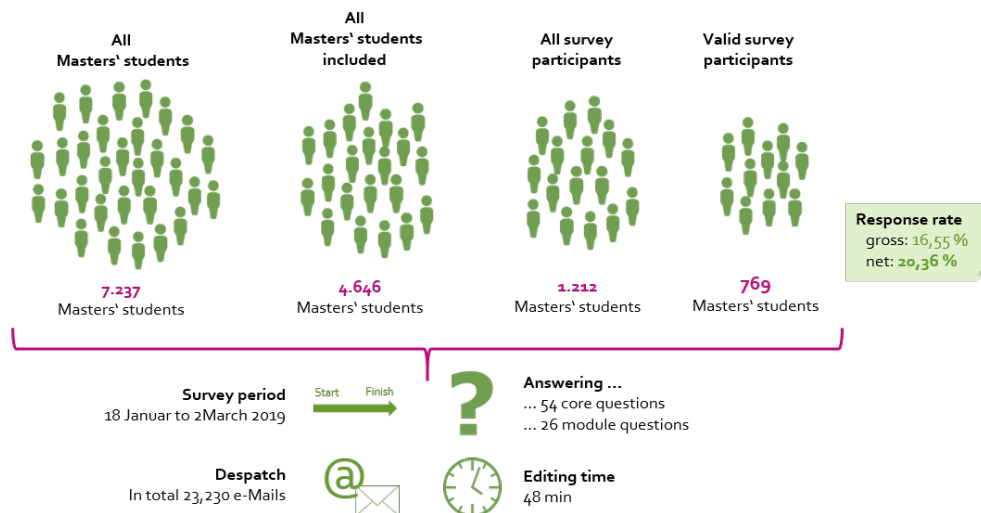 All
Masters‘ students
All
Masters‘ students
included
All survey
participants
Valid survey
participants
7.237
Masters‘ students
4.646
Masters‘ students
1.212
Masters‘ students
769
Masters‘ students
Response rate
gross: 16,55 %
net: 20,36 %
Survey period
18 Januar to 2March 2019
Start Finish
?
Answering ...
... 54 core questions
... 26 module questions
Despatch
In total 23,230 e-Mails
@
Editing time
48 min